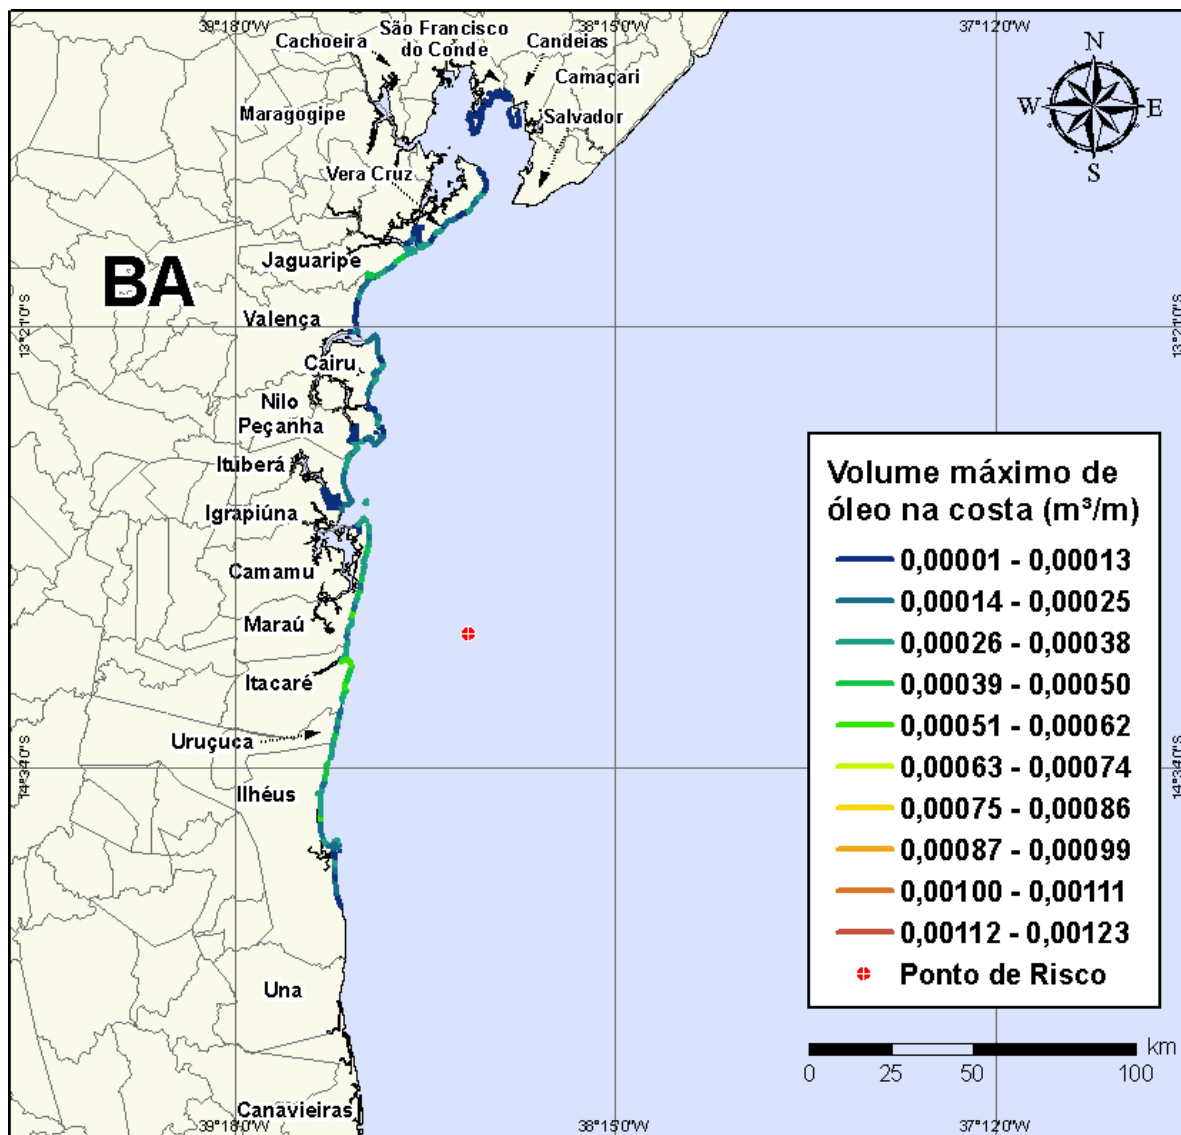 39°18'0"W
38°15'0"W
37°12'0"W
São Francisco
do Conde
Cachoeira
Candeias
Camaçari
Maragogipe
Salvador
Vera Cruz
N
W
E
S
Jaguaripe
BA
Valença
13°21'0"S
13°21'0"S
Cairu
Nilo
Peçanha
Ituberá
Igrapiúna
Camamu
Maraú
Itacaré
Uruçuca
14°34'0"S
14°34'0"S
Ilhéus
Una
Canavieiras
Volume máximo de
óleo na costa (m³/m)
0,00001 - 0,00013
0,00014 - 0,00025
0,00026 - 0,00038
0,00039 - 0,00050
0,00051 - 0,00062
0,00063 - 0,00074
0,00075 - 0,00086
0,00087 - 0,00099
0,00100 - 0,00111
0,00112 - 0,00123
Ponto de Risco
km
0 25 50 100
39°18'0"W
38°15'0"W
37°12'0"W